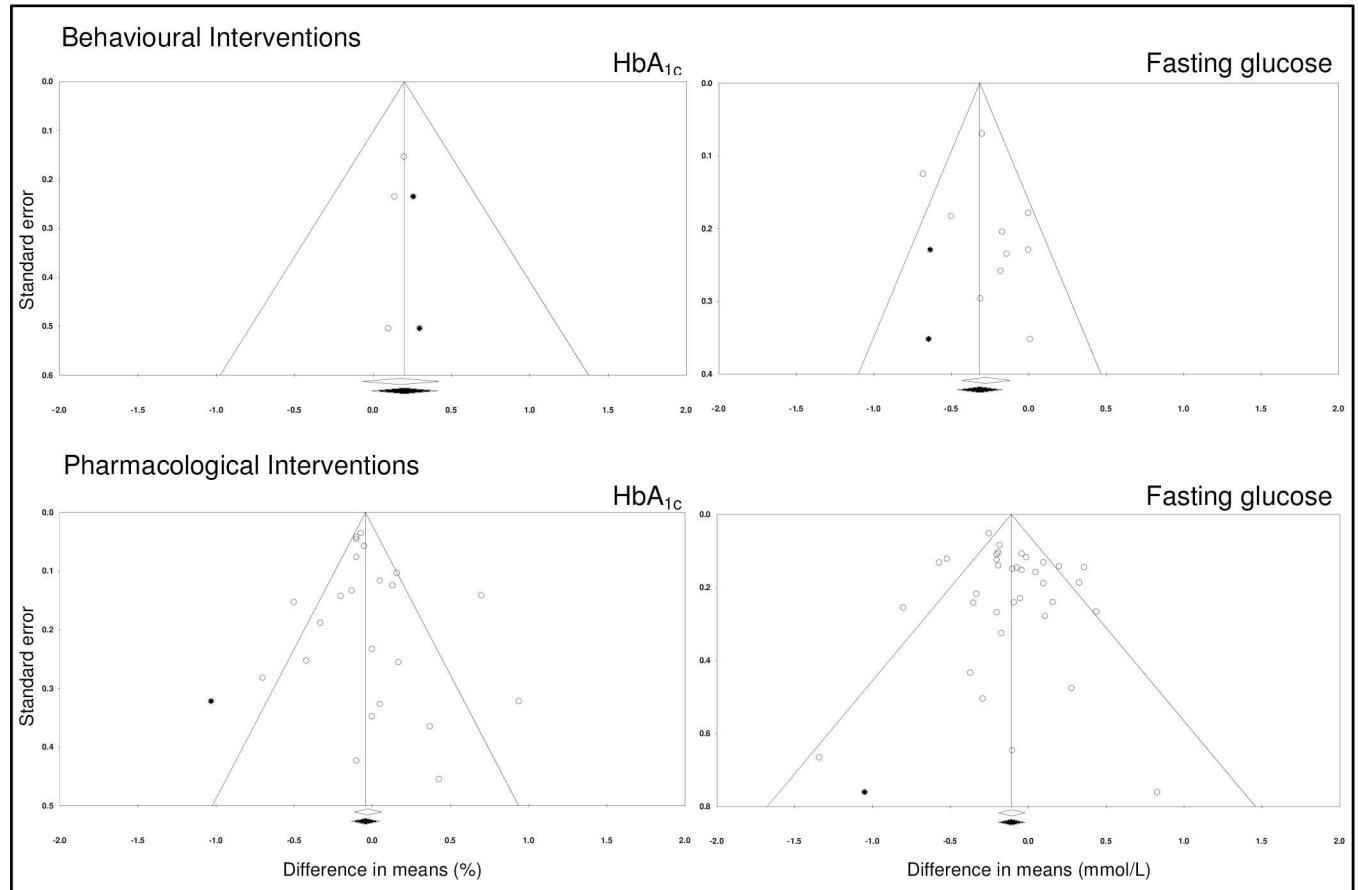 Behavioural Interventions
HbA1c
Fasting glucose
0.0
0.1
0.2
0.3
0.4
0.5
0.6
Standard error
-2.0 -1.5 -1.0 -0.5 0.0 0.5 1.0 1.5 2.0
0.0
0.1
0.2
0.3
0.4
-2.0 -1.5 -1.0 -0.5 0.0 0.5 1.0 1.5 2.0
Pharmacological Interventions
HbA1c
Fasting glucose
0.0
0.1
0.2
0.3
0.4
0.5
Standard error
-2.0 -1.5 -1.0 -0.5 0.0 0.5 1.0 1.5 2.0
Difference in means (%)
0.0
0.2
0.4
0.6
0.8
-2.0 -1.5 -1.0 -0.5 0.0 0.5 1.0 1.5 2.0
Difference in means (mmol/L)